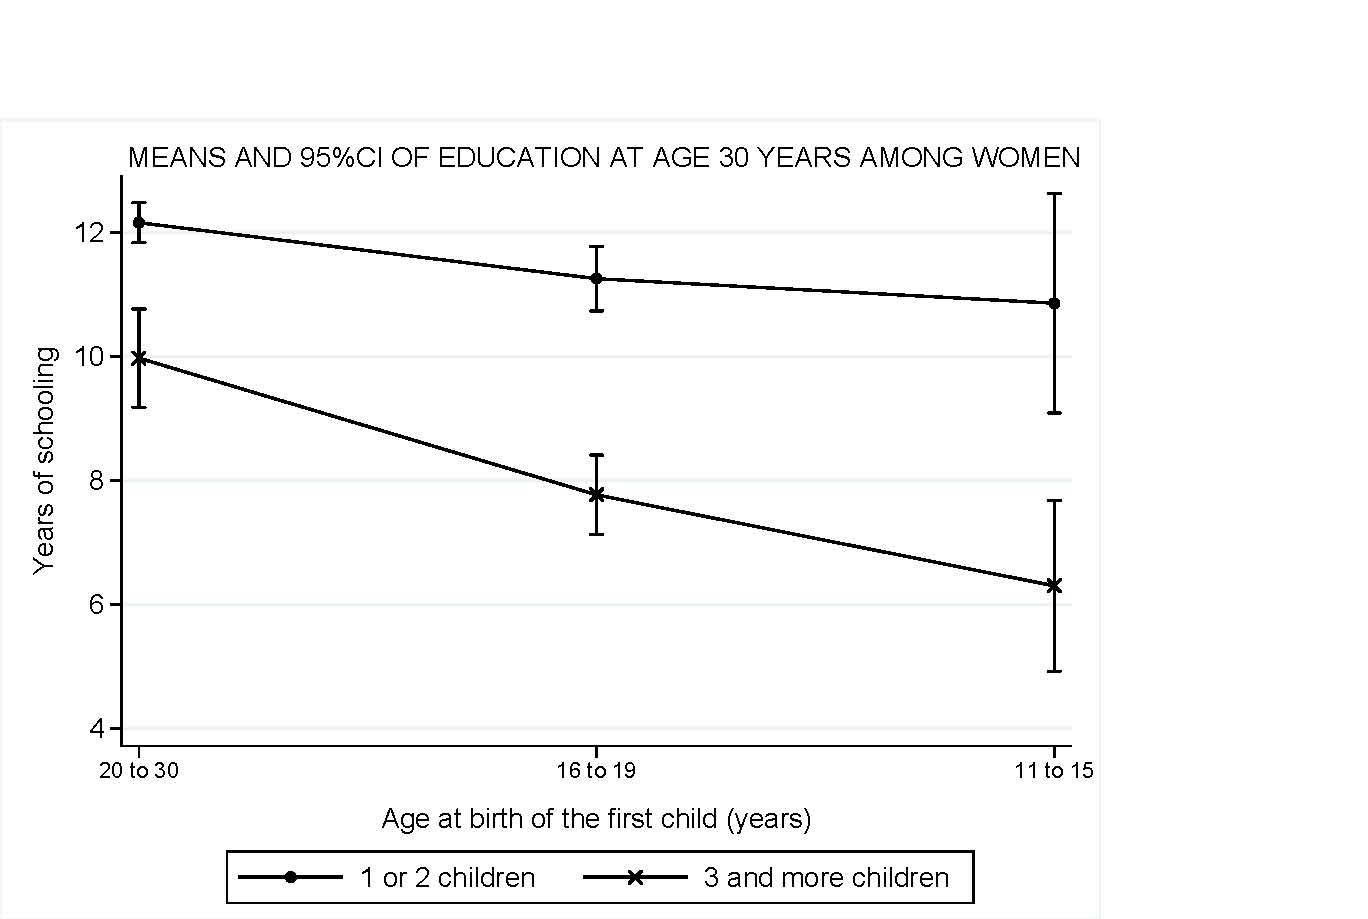 MEANS AND 95%CI OF EDUCATION AT AGE 30 YEARS AMONG WOMEN
Years of schooling
12
10
8
6
4
20 to 30 16 to 19 11 to 15
Age at birth of the first child (years)
1 or 2 children 3 and more children